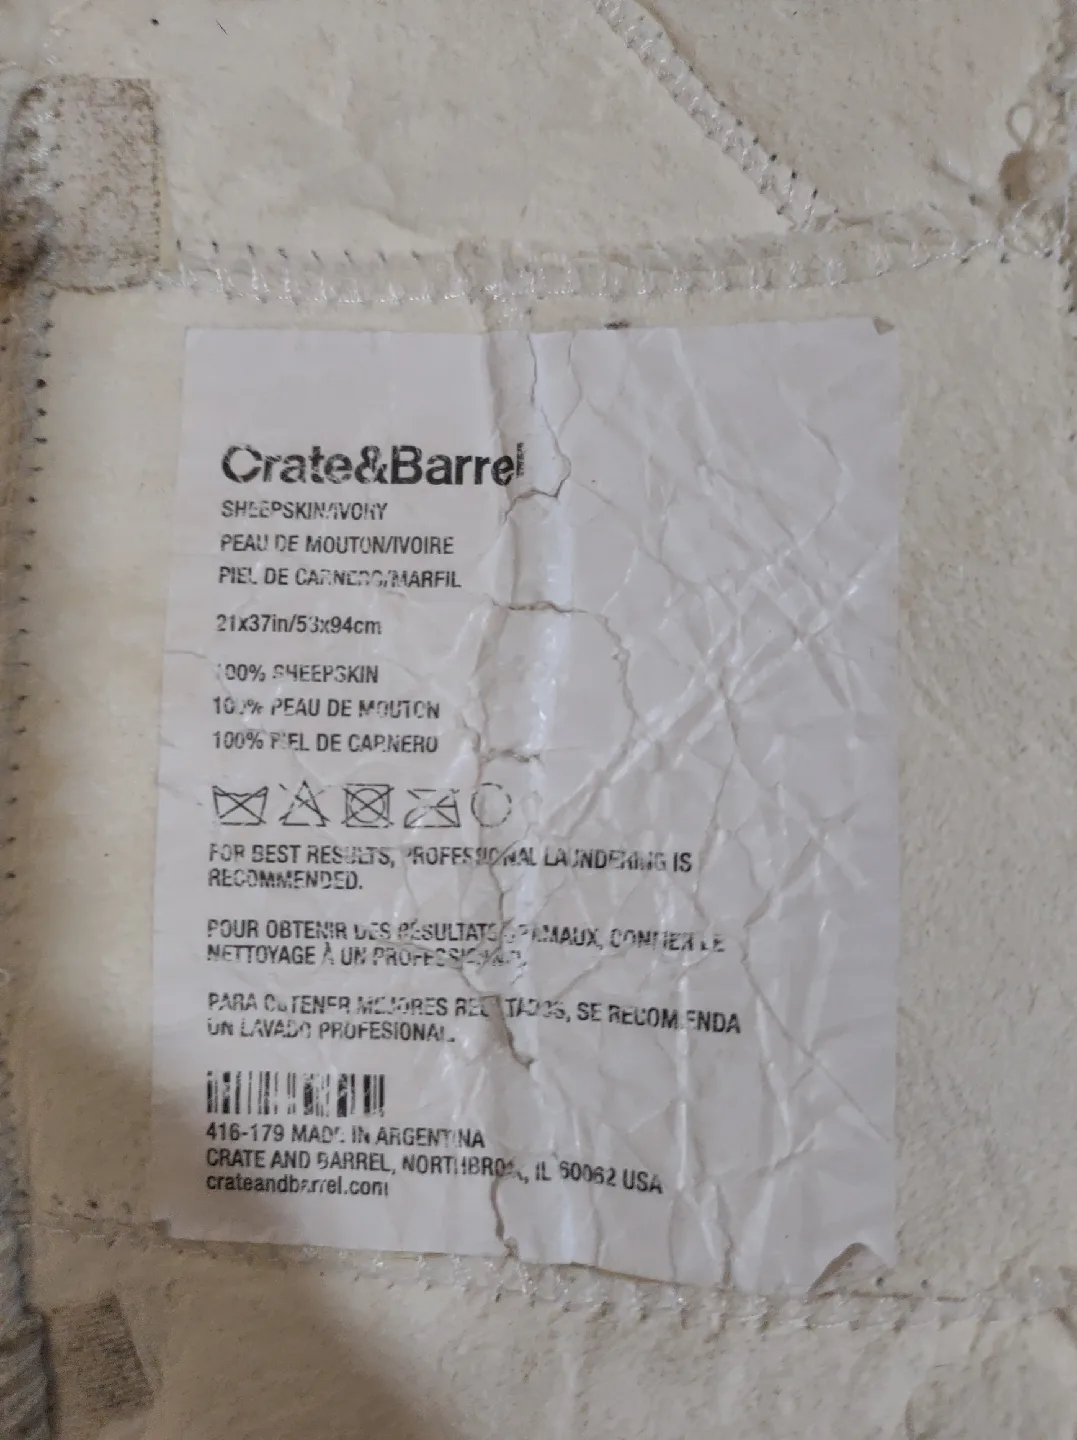 Crate&Barrel
SHEEPSKIN/IVORY
PEAU DE MOUTON/IVOIRE
PIEL DE CARNERO/MARFIL
21x37in/53x94cm
100% SHEEPSKIN
100% PEAU DE MOUTON
100% PIEL DE CARNERO
FOR BEST RESULTS, PROFESSIONAL LAUNDERING IS
RECOMMENDED.
POUR OBTENIR DES RÉSULTATS OPTIMAUX, CONFIER LE
NETTOYAGE À UN PROFESSIONNEL.
PARA OBTENER MEJORES RESULTADOS, SE RECOMIENDA
UN LAVADO PROFESIONAL.
416-179 MADE IN ARGENTINA
CRATE AND BARREL, NORTHBROOK, IL 60062 USA
crateandbarrel.com